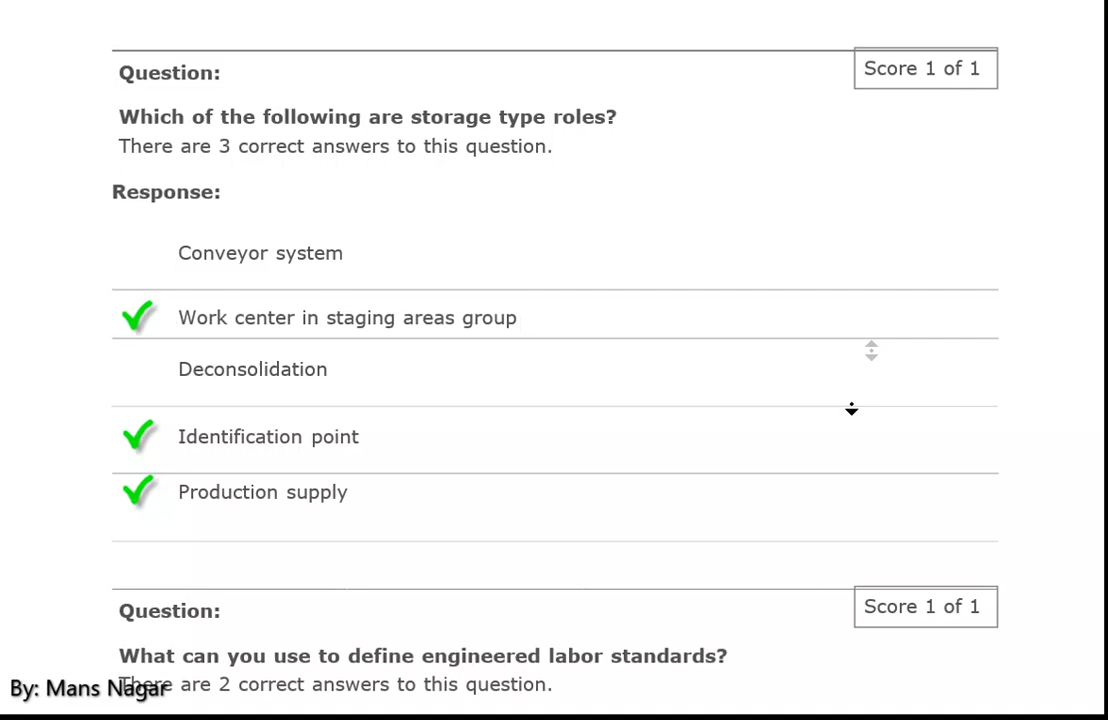 Score 1 of 1
Question:
Which of the following are storage type roles?
There are 3 correct answers to this question.
Response:
Conveyor system
Work center in staging areas group
Deconsolidation
Identification point
Production supply
Score 1 of 1
Question:
What can you use to define engineered labor standards?
There are 2 correct answers to this question.
By: Mans Nagar